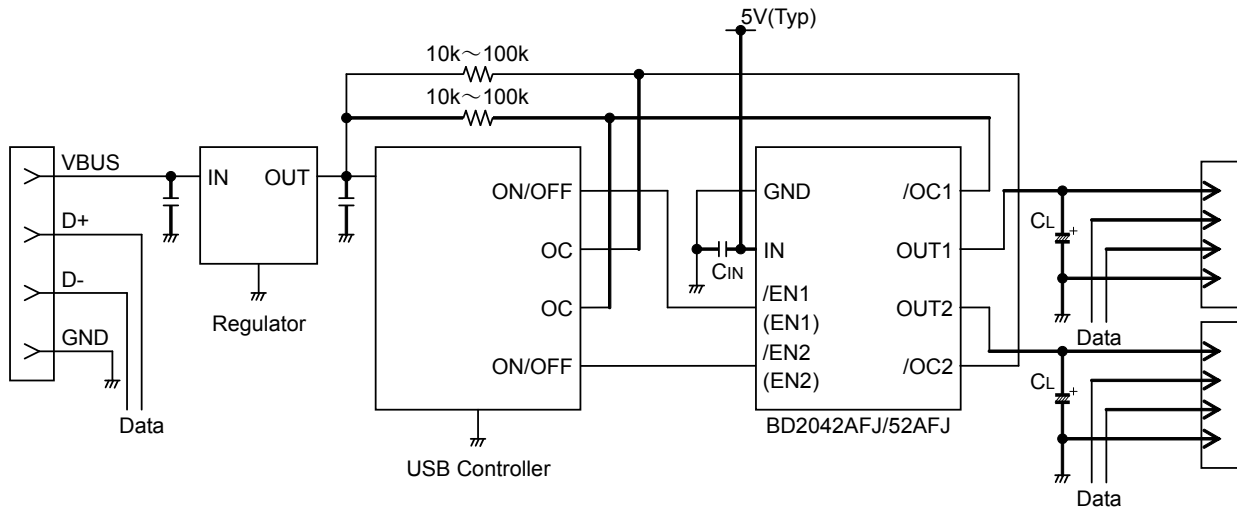 5V(Typ)
10k～100k
10k～100k
VBUS
D+
D-
GND
Data
IN
OUT
Regulator
ON/OFF
OC
OC
ON/OFF
USB Controller
GND
IN
CIN
/EN1
(EN1)
/EN2
(EN2)
/OC1
OUT1
OUT2
/OC2
BD2042AFJ/52AFJ
CL
+
Data
CL
+
Data